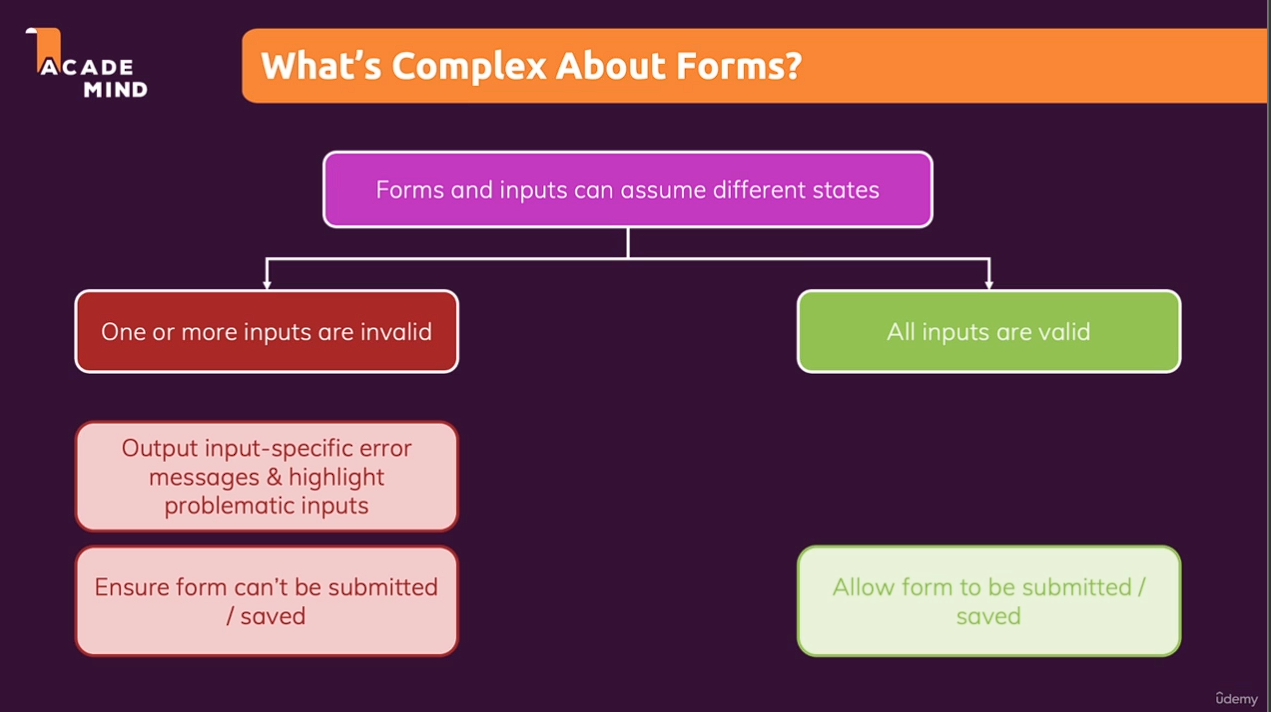 ACADE
MIND
What's Complex About Forms?
Forms and inputs can assume different states
One or more inputs are invalid
All inputs are valid
Output input-specific error
messages & highlight
problematic inputs
Ensure form can't be submitted
/ saved
Allow form to be submitted /
saved
ûdemy